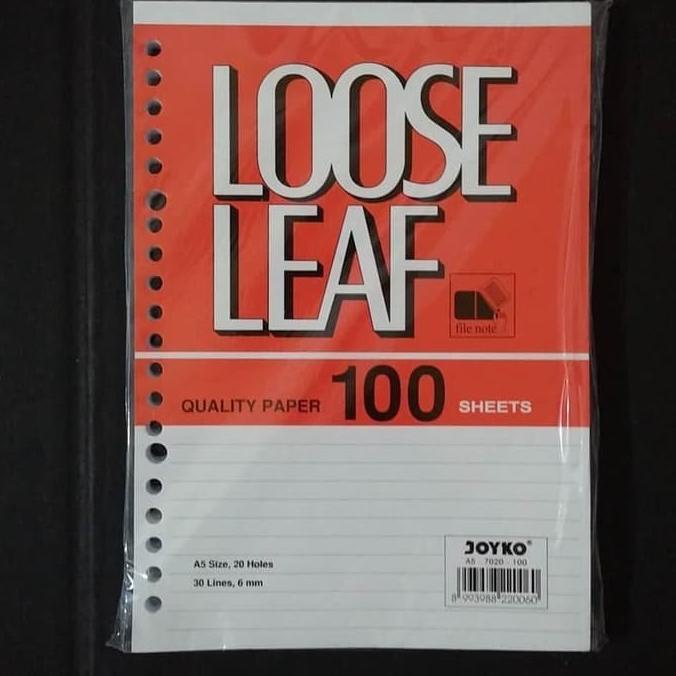 LOOSE
LEAF
file note
QUALITY PAPER 100 SHEETS
A5 Size, 20 Holes
30 Lines, 6 mm
JOYKO®
A5 - 7020 - 100
8 993988 220060